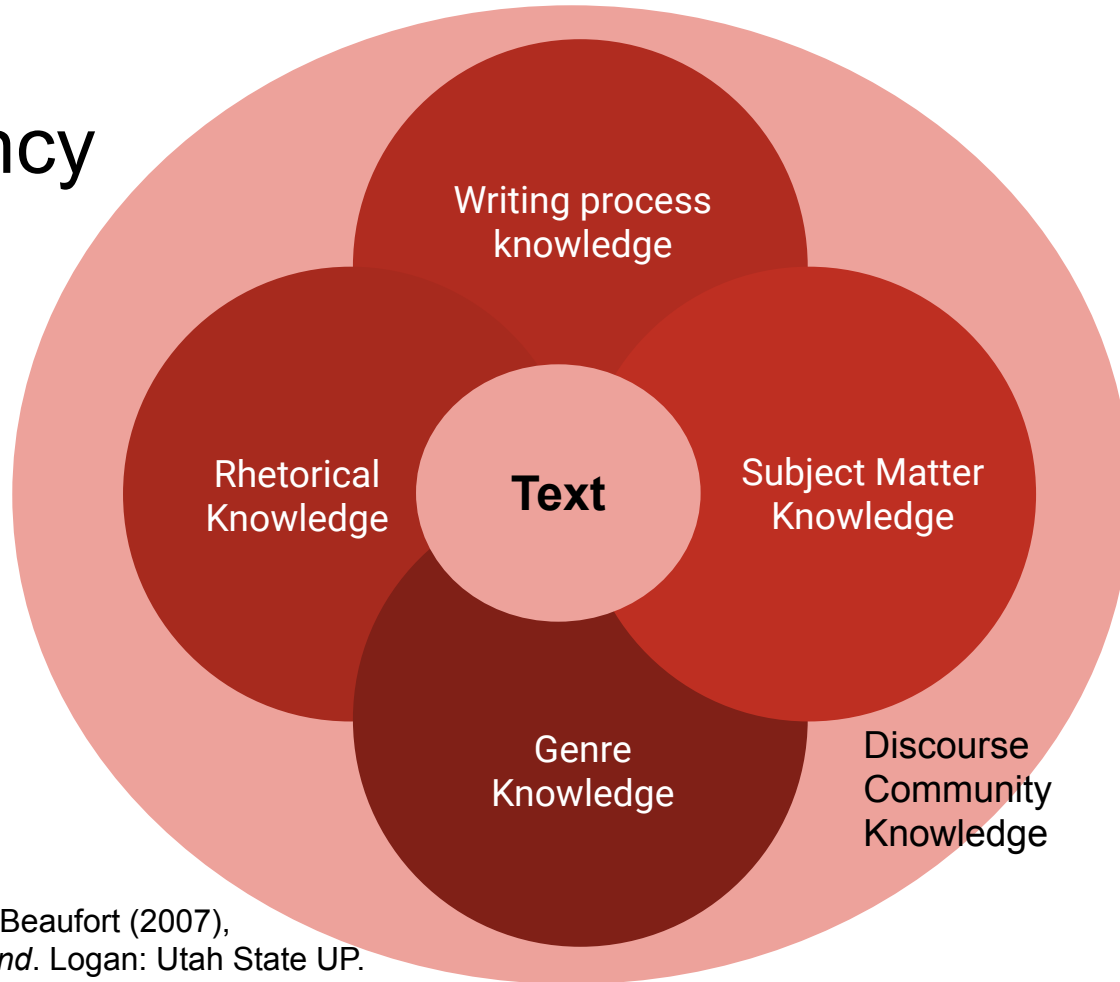 ncy
Writing process
knowledge
Rhetorical
Knowledge
Text
Subject Matter
Knowledge
Genre
Knowledge
Discourse
Community
Knowledge
Beaufort (2007),
nd. Logan: Utah State UP.